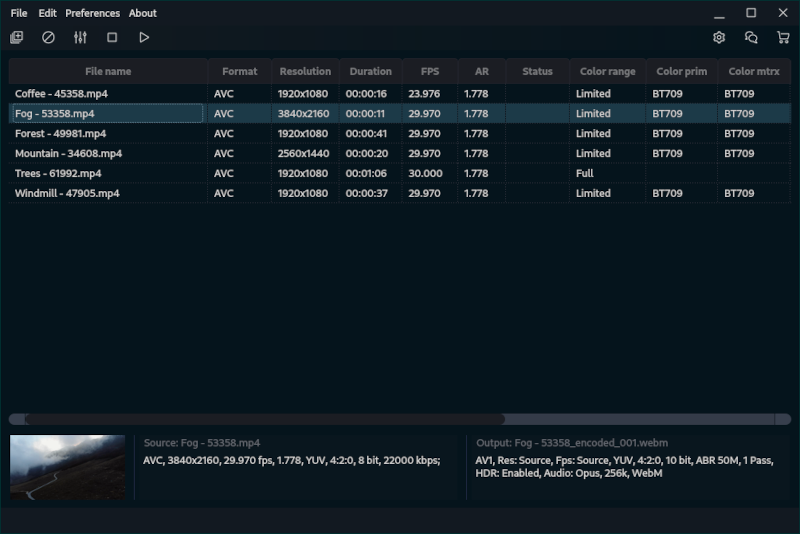 File Edit Preferences About
File name Format Resolution Duration FPS AR Status Color range Color prim Color mtrx
Coffee - 45358.mp4 AVC 1920x1080 00:00:16 23.976 1.778 Limited BT709 BT709
Fog - 53358.mp4 AVC 3840x2160 00:00:11 29.970 1.778 Limited BT709 BT709
Forest - 49981.mp4 AVC 1920x1080 00:00:41 29.970 1.778 Limited BT709 BT709
Mountain - 34608.mp4 AVC 2560x1440 00:00:20 29.970 1.778 Limited BT709 BT709
Trees - 61992.mp4 AVC 1920x1080 00:01:06 30.000 1.778 Full
Windmill - 47905.mp4 AVC 1920x1080 00:00:37 29.970 1.778 Limited BT709 BT709
Source: Fog - 53358.mp4
AVC, 3840x2160, 29.970 fps, 1.778, YUV, 4:2:0, 8 bit, 22000 kbps;
Output: Fog - 53358_encoded_001.webm
AV1, Res: Source, Fps: Source, YUV, 4:2:0, 10 bit, ABR 50M, 1 Pass,
HDR: Enabled, Audio: Opus, 256k, WebM